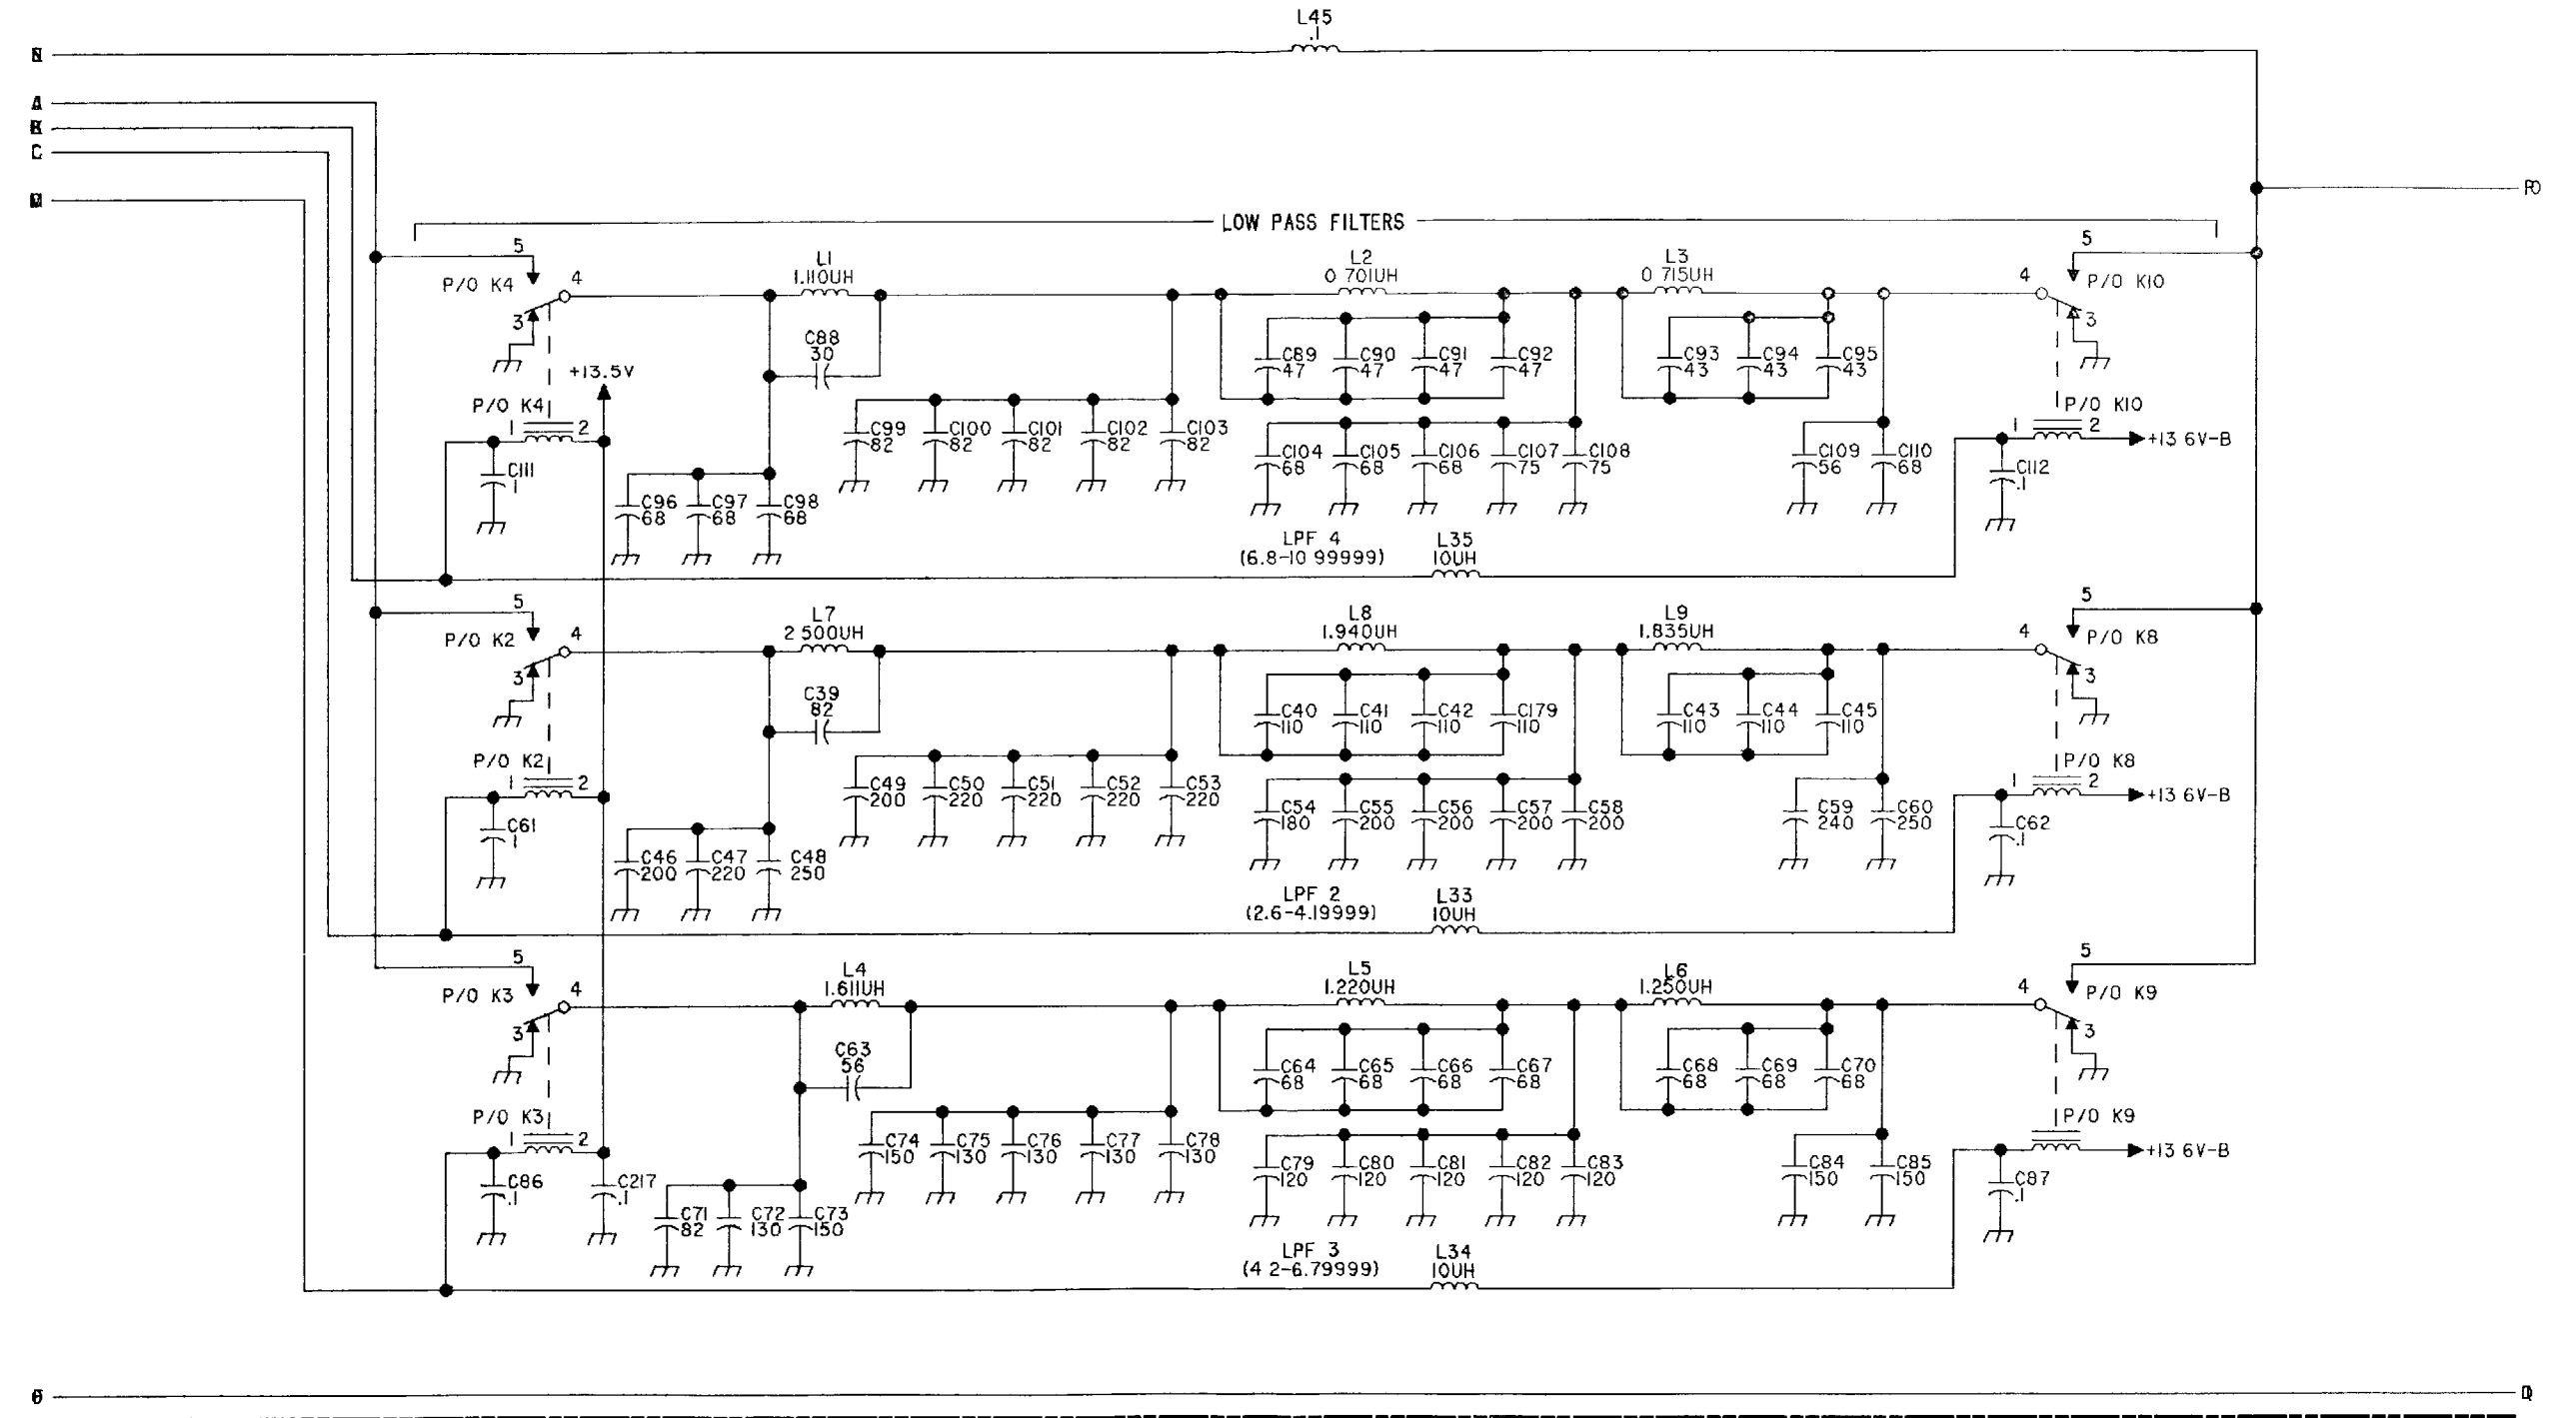 L45
.1
C
LOW PASS FILTERS
5
P/O K4
4
3
L1
1.110UH
L2
0 701UH
L3
0 715UH
5
4
P/O K10
3
C88
30
C89
47
C90
47
C91
47
C92
47
C93
43
C94
43
C95
43
+13.5V
P/O K4
1
2
C111
.1
C96
68
C97
68
C98
68
C99
82
C100
82
C101
82
C102
82
C103
82
C104
68
C105
68
C106
68
C107
75
C108
75
C109
56
C110
68
P/O K10
1
2
+13 6V-B
C112
.1
LPF 4
(6.8-10 99999)
L35
10UH
5
P/O K2
4
3
L7
2 500UH
L8
1.940UH
L9
1.835UH
5
4
P/O K8
3
C39
82
C40
110
C41
110
C42
110
C179
110
C43
110
C44
110
C45
110
P/O K2
1
2
C61
.1
C46
200
C47
220
C48
250
C49
200
C50
220
C51
220
C52
220
C53
220
C54
180
C55
200
C56
200
C57
200
C58
200
C59
240
C60
250
P/O K8
1
2
+13 6V-B
C62
.1
LPF 2
(2.6-4.19999)
L33
10UH
5
P/O K3
4
3
L4
1.611UH
L5
1.220UH
L6
1.250UH
5
4
P/O K9
3
C63
56
C64
68
C65
68
C66
68
C67
68
C68
68
C69
68
C70
68
P/O K3
1
2
C86
.1
C217
.1
C71
82
C72
130
C73
150
C74
150
C75
130
C76
130
C77
130
C78
130
C79
120
C80
120
C81
120
C82
120
C83
120
C84
150
C85
150
P/O K9
1
2
+13 6V-B
C87
.1
LPF 3
(4 2-6.79999)
L34
10UH